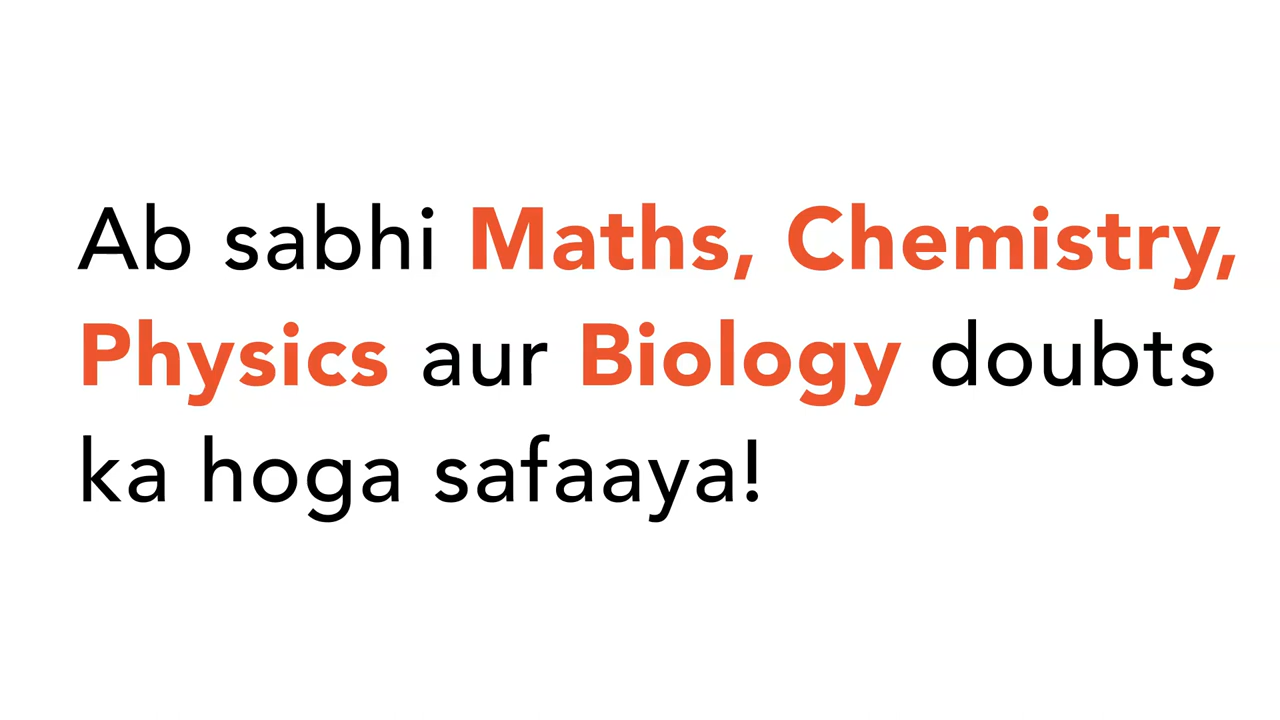 Ab sabhi Maths, Chemistry,
Physics aur Biology doubts
ka hoga safaaya!